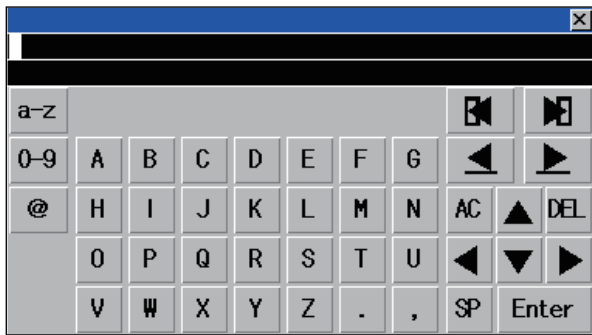 a-z
0-9 A B C D E F G
@ H I J K L M N AC DEL
O P Q R S T U
V W X Y Z . , SP Enter